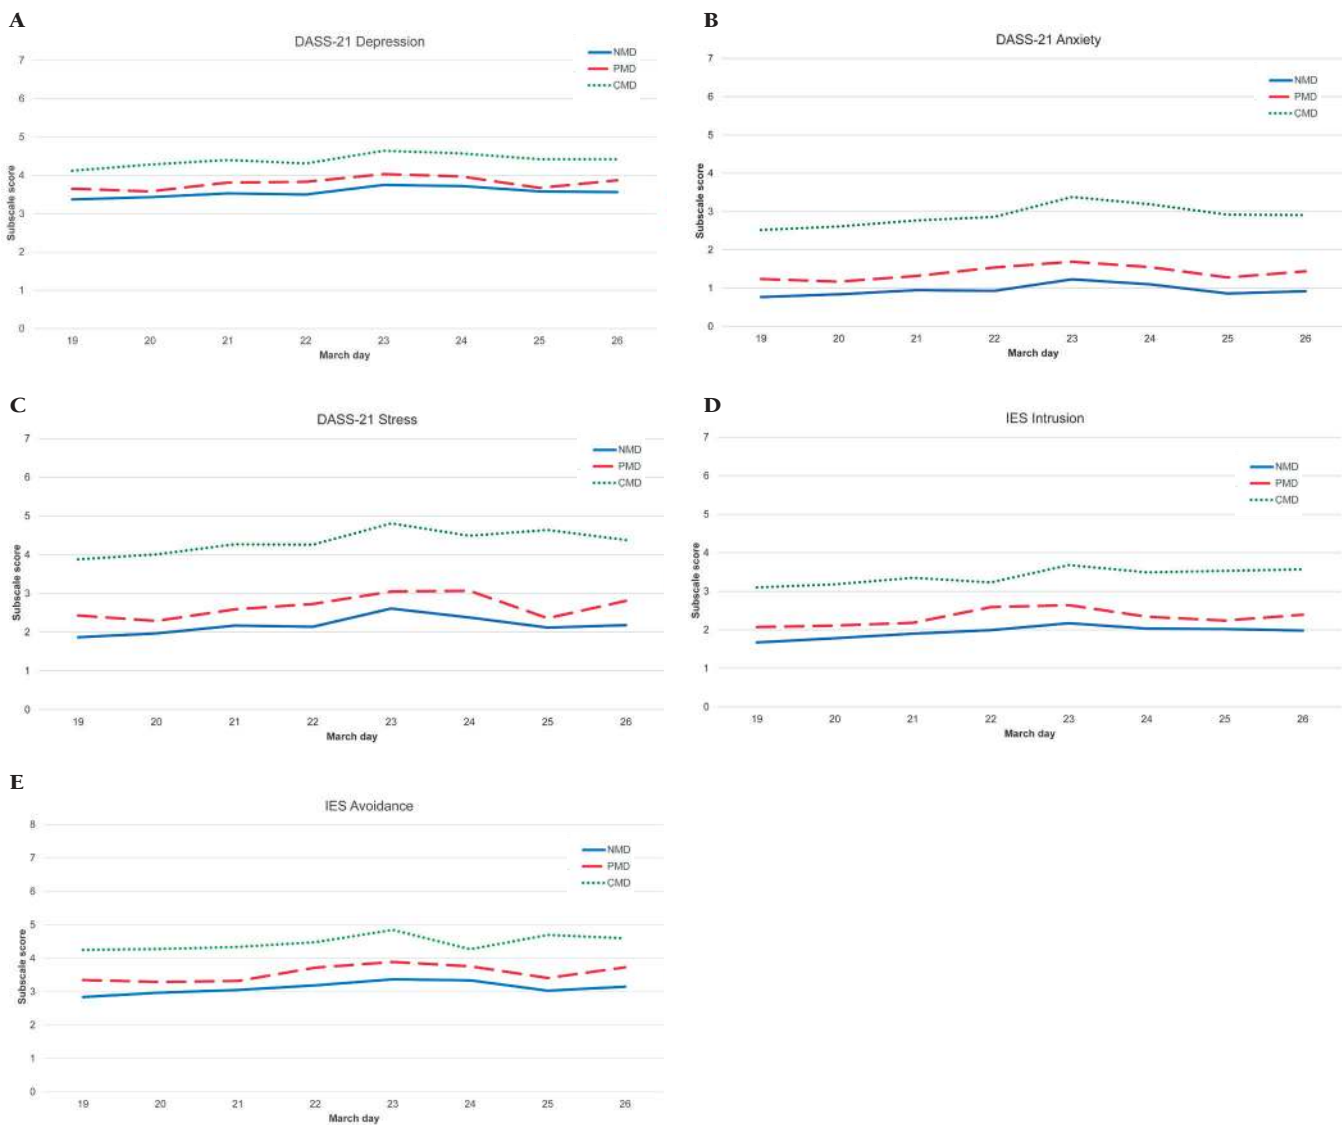 A
DASS-21 Depression
NMD
PMD
CMD
7
6
5
4
3
2
1
0
Subscale score
19 20 21 22 23 24 25 26
March day
B
DASS-21 Anxiety
NMD
PMD
CMD
7
6
5
4
3
2
1
0
Subscale score
19 20 21 22 23 24 25 26
March day
C
DASS-21 Stress
NMD
PMD
CMD
7
6
5
4
3
2
1
0
Subscale score
19 20 21 22 23 24 25 26
March day
D
IES Intrusion
NMD
PMD
CMD
7
6
5
4
3
2
1
0
Subscale score
19 20 21 22 23 24 25 26
March day
E
IES Avoidance
NMD
PMD
CMD
8
7
6
5
4
3
2
1
0
Subscale score
19 20 21 22 23 24 25 26
March day